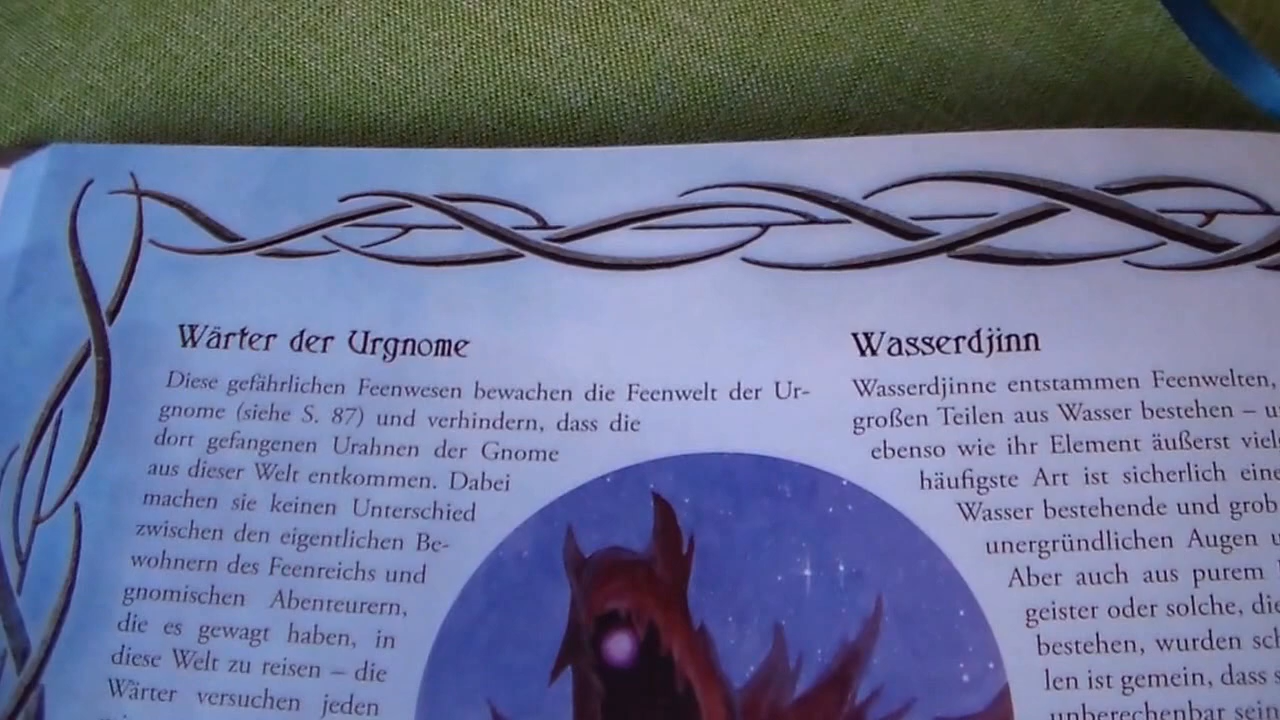 Wärter der Urgnome
Diese gefährlichen Feenwesen bewachen die Feenwelt der Ur-
gnome (siehe S. 87) und verhindern, dass die
dort gefangenen Urahnen der Gnome
aus dieser Welt entkommen. Dabei
machen sie keinen Unterschied
zwischen den eigentlichen Be-
wohnern des Feenreichs und
gnomischen Abenteurern,
die es gewagt haben, in
diese Welt zu reisen – die
Wärter versuchen jeden
Wasserdjinn
Wasserdjinne entstammen Feenwelten,
großen Teilen aus Wasser bestehen –
ebenso wie ihr Element äußerst
häufigste Art ist sicherlich
Wasser bestehende und grob
unergründlichen Augen
Aber auch aus purem
geister oder solche, die
bestehen, wurden
len ist gemein, dass
unberechenbar sein